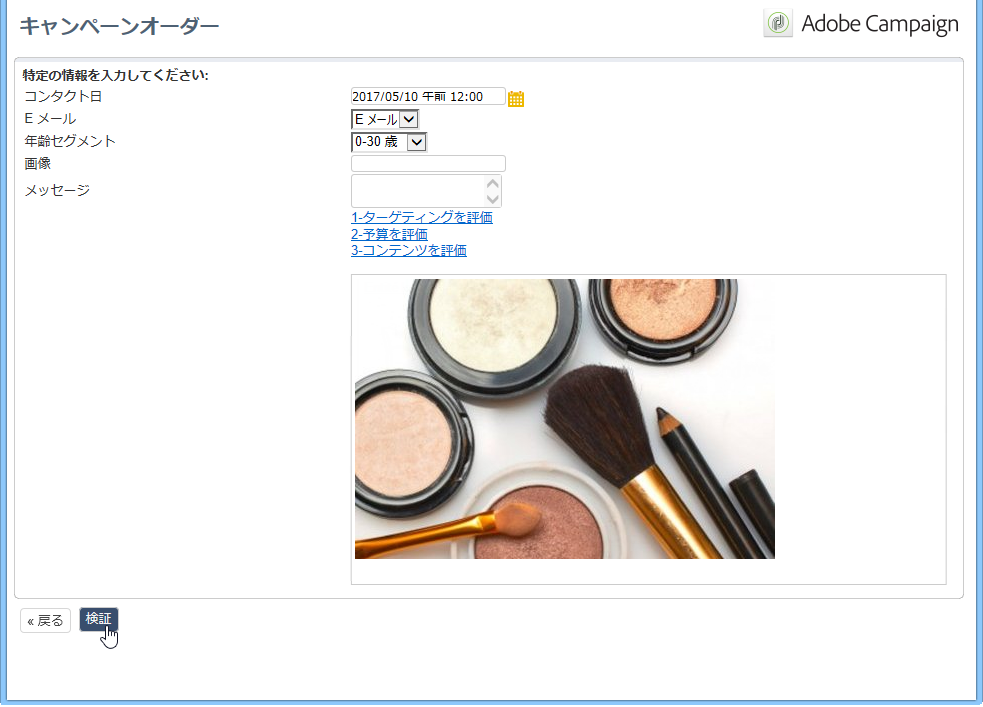 キャンペーンオーダー
Adobe Campaign
特定の情報を入力してください:
コンタクト日
2017/05/10 午前 12:00
E メール
E メール
年齢セグメント
0-30 歳
画像
メッセージ
1-ターゲティングを評価
2-予算を評価
3-コンテンツを評価
« 戻る
検証